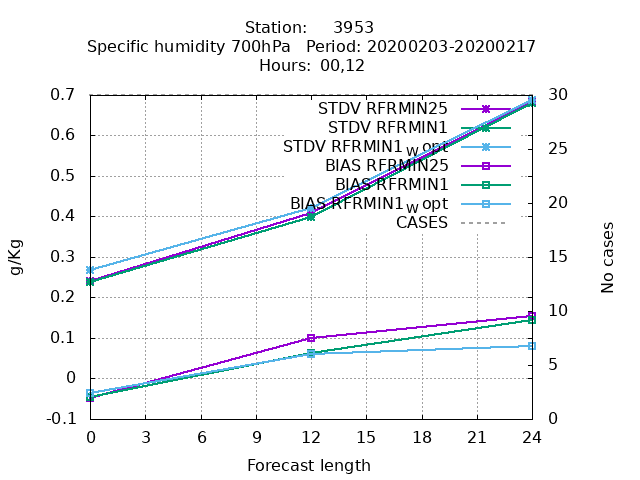 Station: 3953
Specific humidity 700hPa Period: 20200203-20200217
Hours: 00,12
0.7
0.6
0.5
0.4
0.3
0.2
0.1
0
-0.1
g/Kg
STDV RFRMIN25
STDV RFRMIN1
STDV RFRMIN1_W opt
BIAS RFRMIN25
BIAS RFRMIN1
BIAS RFRMIN1_W opt
CASES
30
25
20
15
10
5
0
No cases
0 3 6 9 12 15 18 21 24
Forecast length